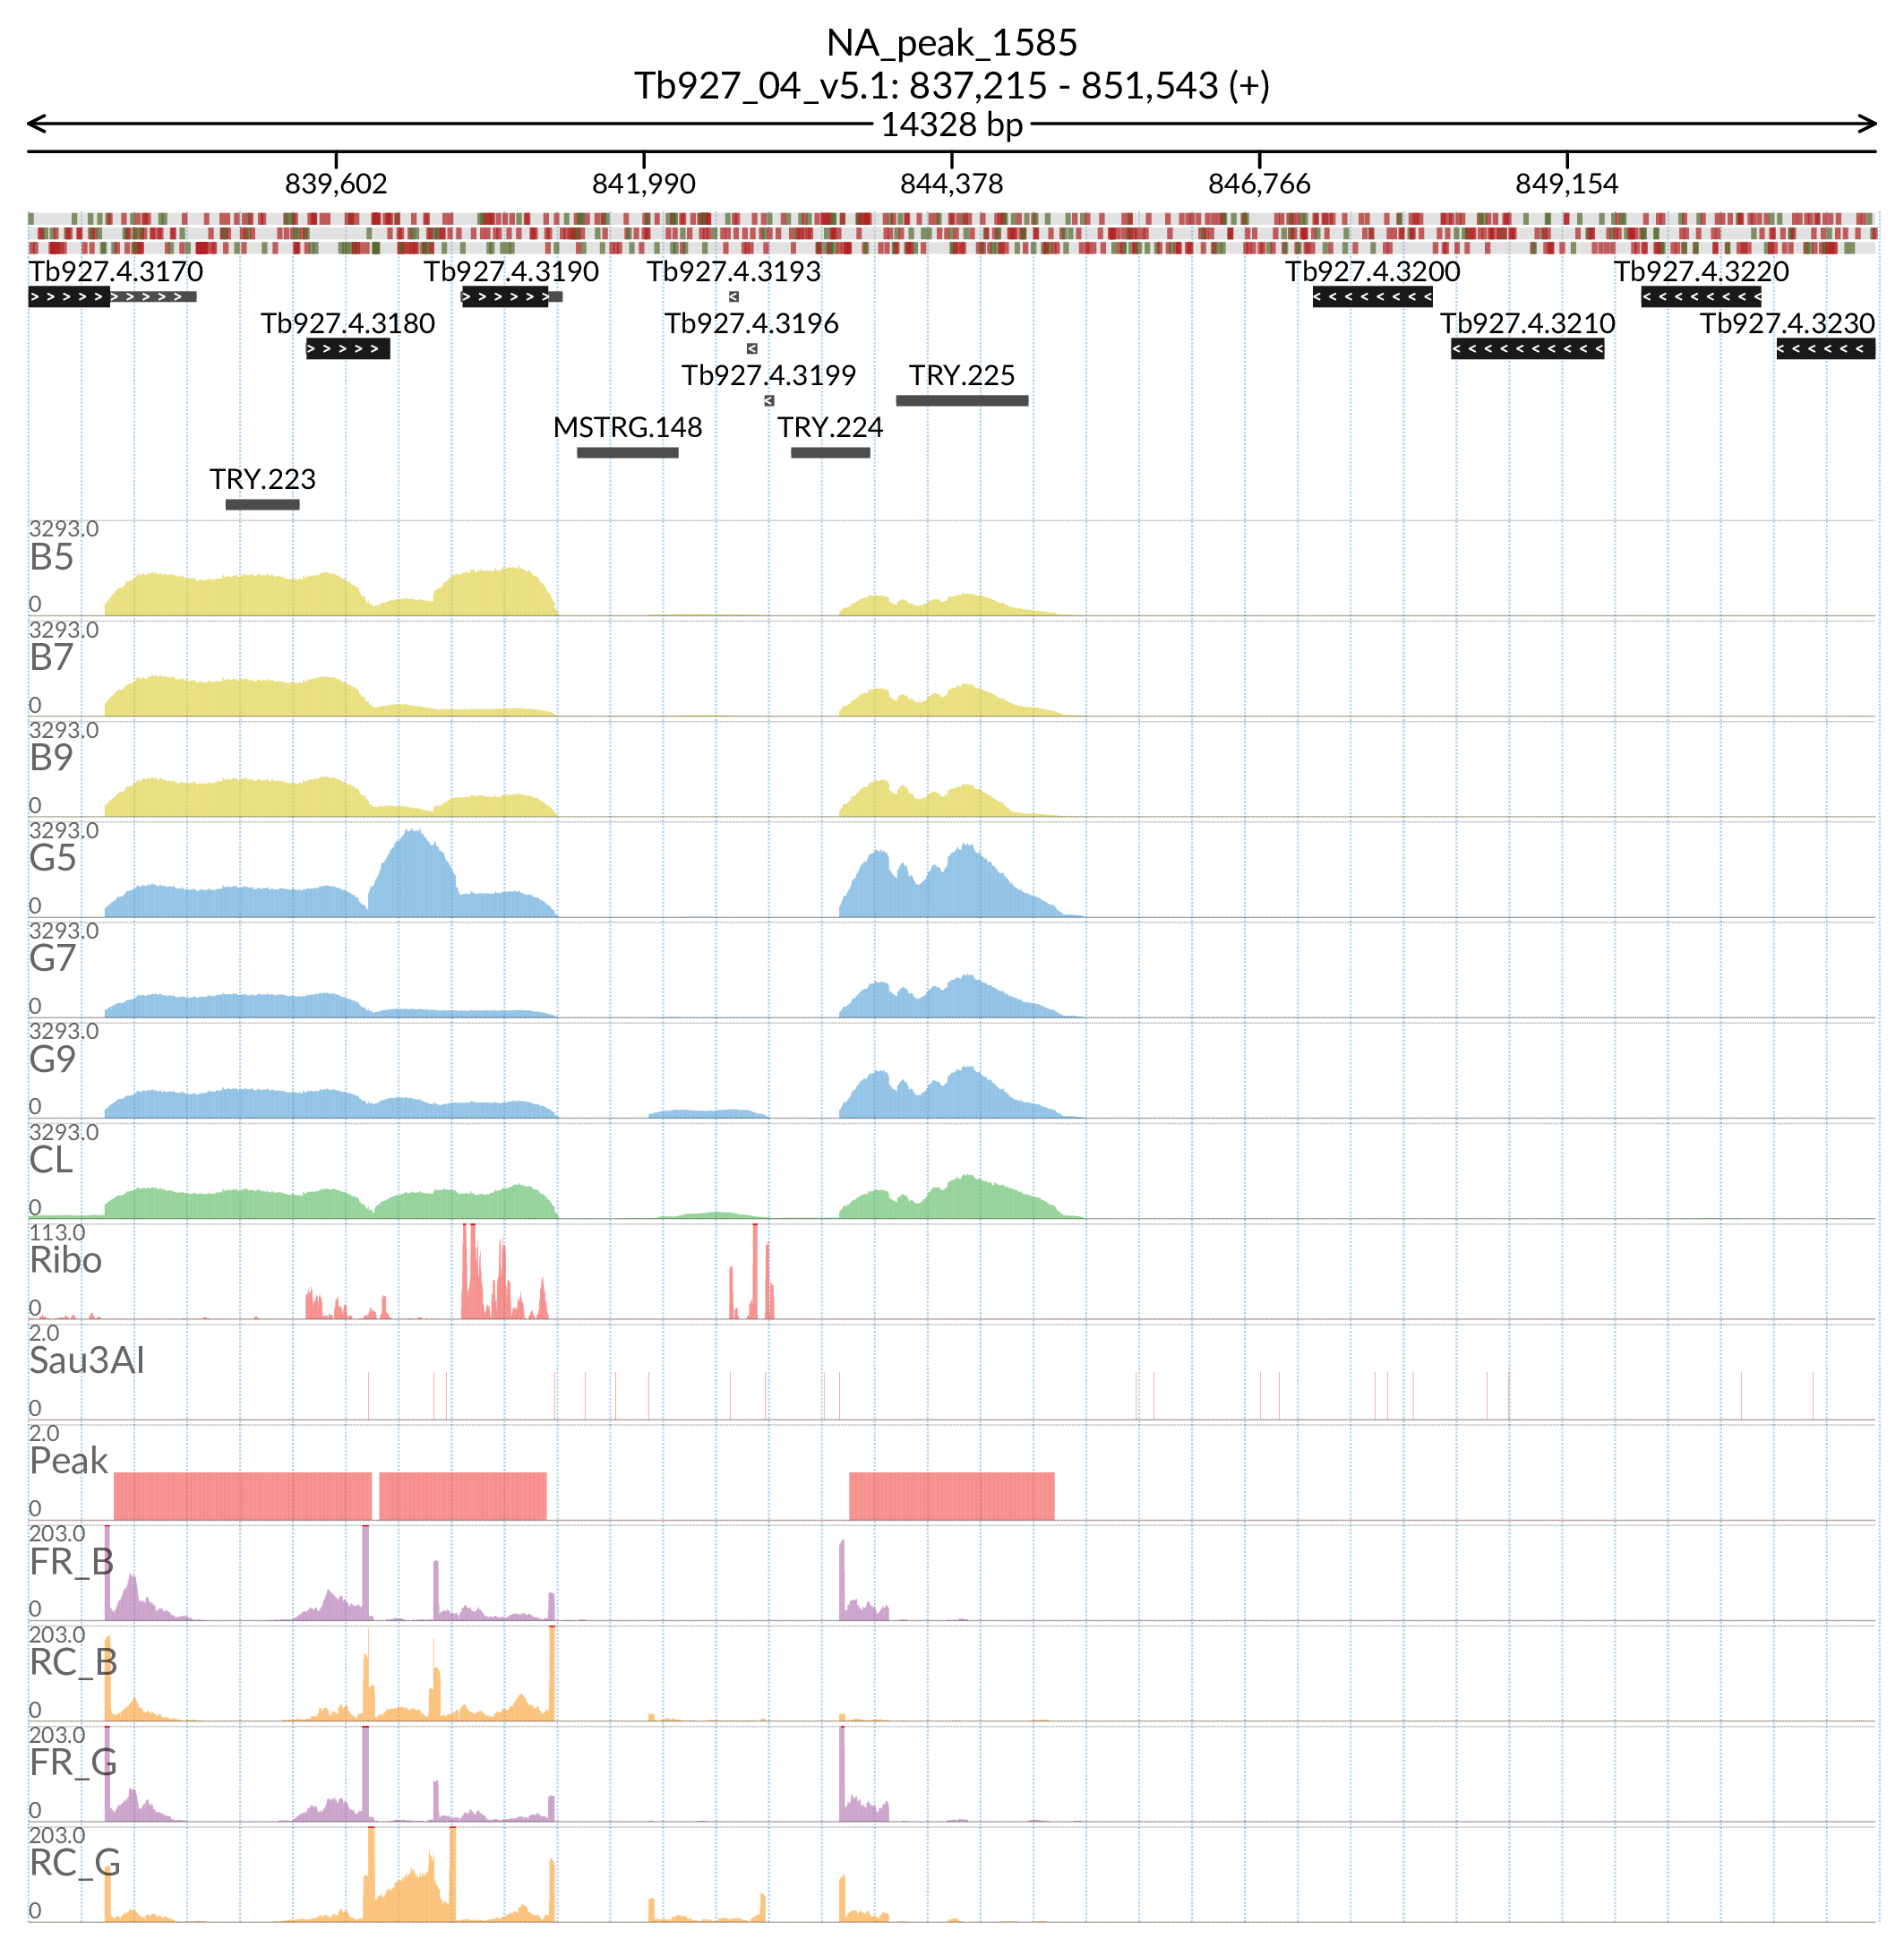 NA_peak_1585
Tb927_04_v5.1: 837,215 - 851,543 (+)
14328 bp
839,602 841,990 844,378 846,766 849,154
Tb927.4.3170 Tb927.4.3190 Tb927.4.3193 Tb927.4.3200 Tb927.4.3220
Tb927.4.3180 Tb927.4.3196 Tb927.4.3210 Tb927.4.3230
Tb927.4.3199 TRY.225
MSTRG.148 TRY.224
TRY.223
3293.0
B5
0
3293.0
B7
0
3293.0
B9
0
3293.0
G5
0
3293.0
G7
0
3293.0
G9
0
3293.0
CL
0
113.0
Ribo
0
2.0
Sau3AI
0
2.0
Peak
0
203.0
FR_B
0
203.0
RC_B
0
203.0
FR_G
0
203.0
RC_G
0